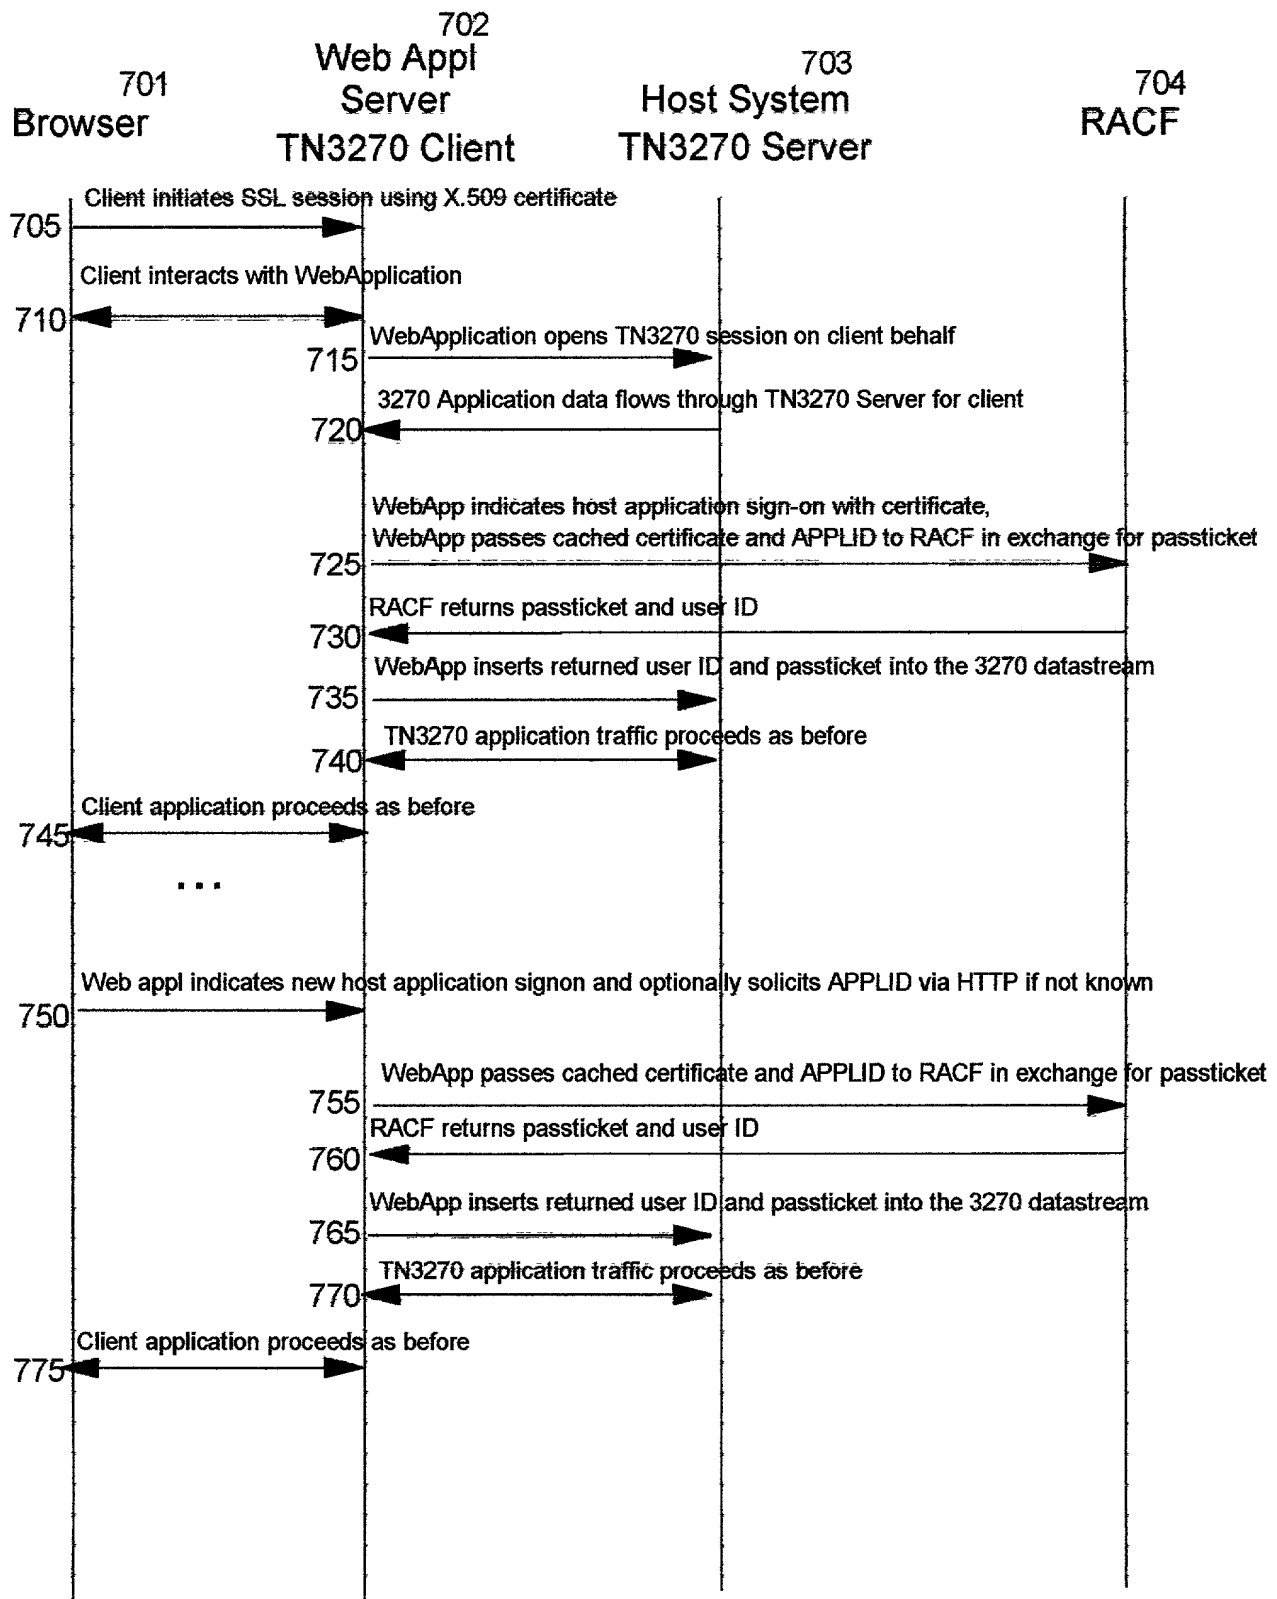 702
Web Appl
Server
TN3270 Client
703
Host System
TN3270 Server
701
Browser
704
RACF
Client initiates SSL session using X.509 certificate
705
Client interacts with WebApplication
710
WebApplication opens TN3270 session on client behalf
715
3270 Application data flows through TN3270 Server for client
720
WebApp indicates host application sign-on with certificate,
WebApp passes cached certificate and APPLID to RACF in exchange for passticket
725
RACF returns passticket and user ID
730
WebApp inserts returned user ID and passticket into the 3270 datastream
735
TN3270 application traffic proceeds as before
740
Client application proceeds as before
745
...
Web appl indicates new host application signon and optionally solicits APPLID via HTTP if not known
750
WebApp passes cached certificate and APPLID to RACF in exchange for passticket
755
RACF returns passticket and user ID
760
WebApp inserts returned user ID and passticket into the 3270 datastream
765
TN3270 application traffic proceeds as before
770
Client application proceeds as before
775